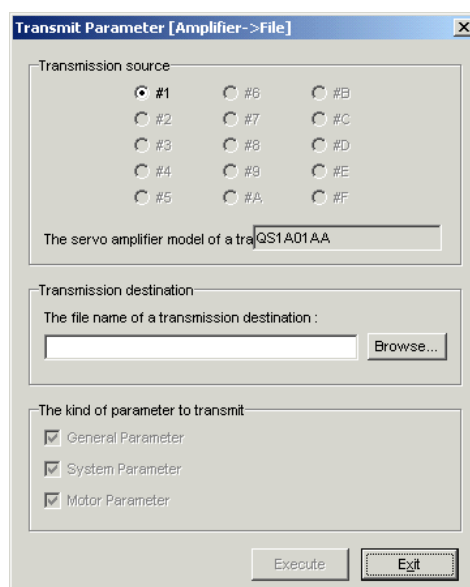 Transmit Parameter [Amplifier->File]
Transmission source
#1 #6 #B
#2 #7 #C
#3 #8 #D
#4 #9 #E
#5 #A #F
The servo amplifier model of a tra QS1A01AA
Transmission destination
The file name of a transmission destination :
Browse...
The kind of parameter to transmit
General Parameter
System Parameter
Motor Parameter
Execute Exit